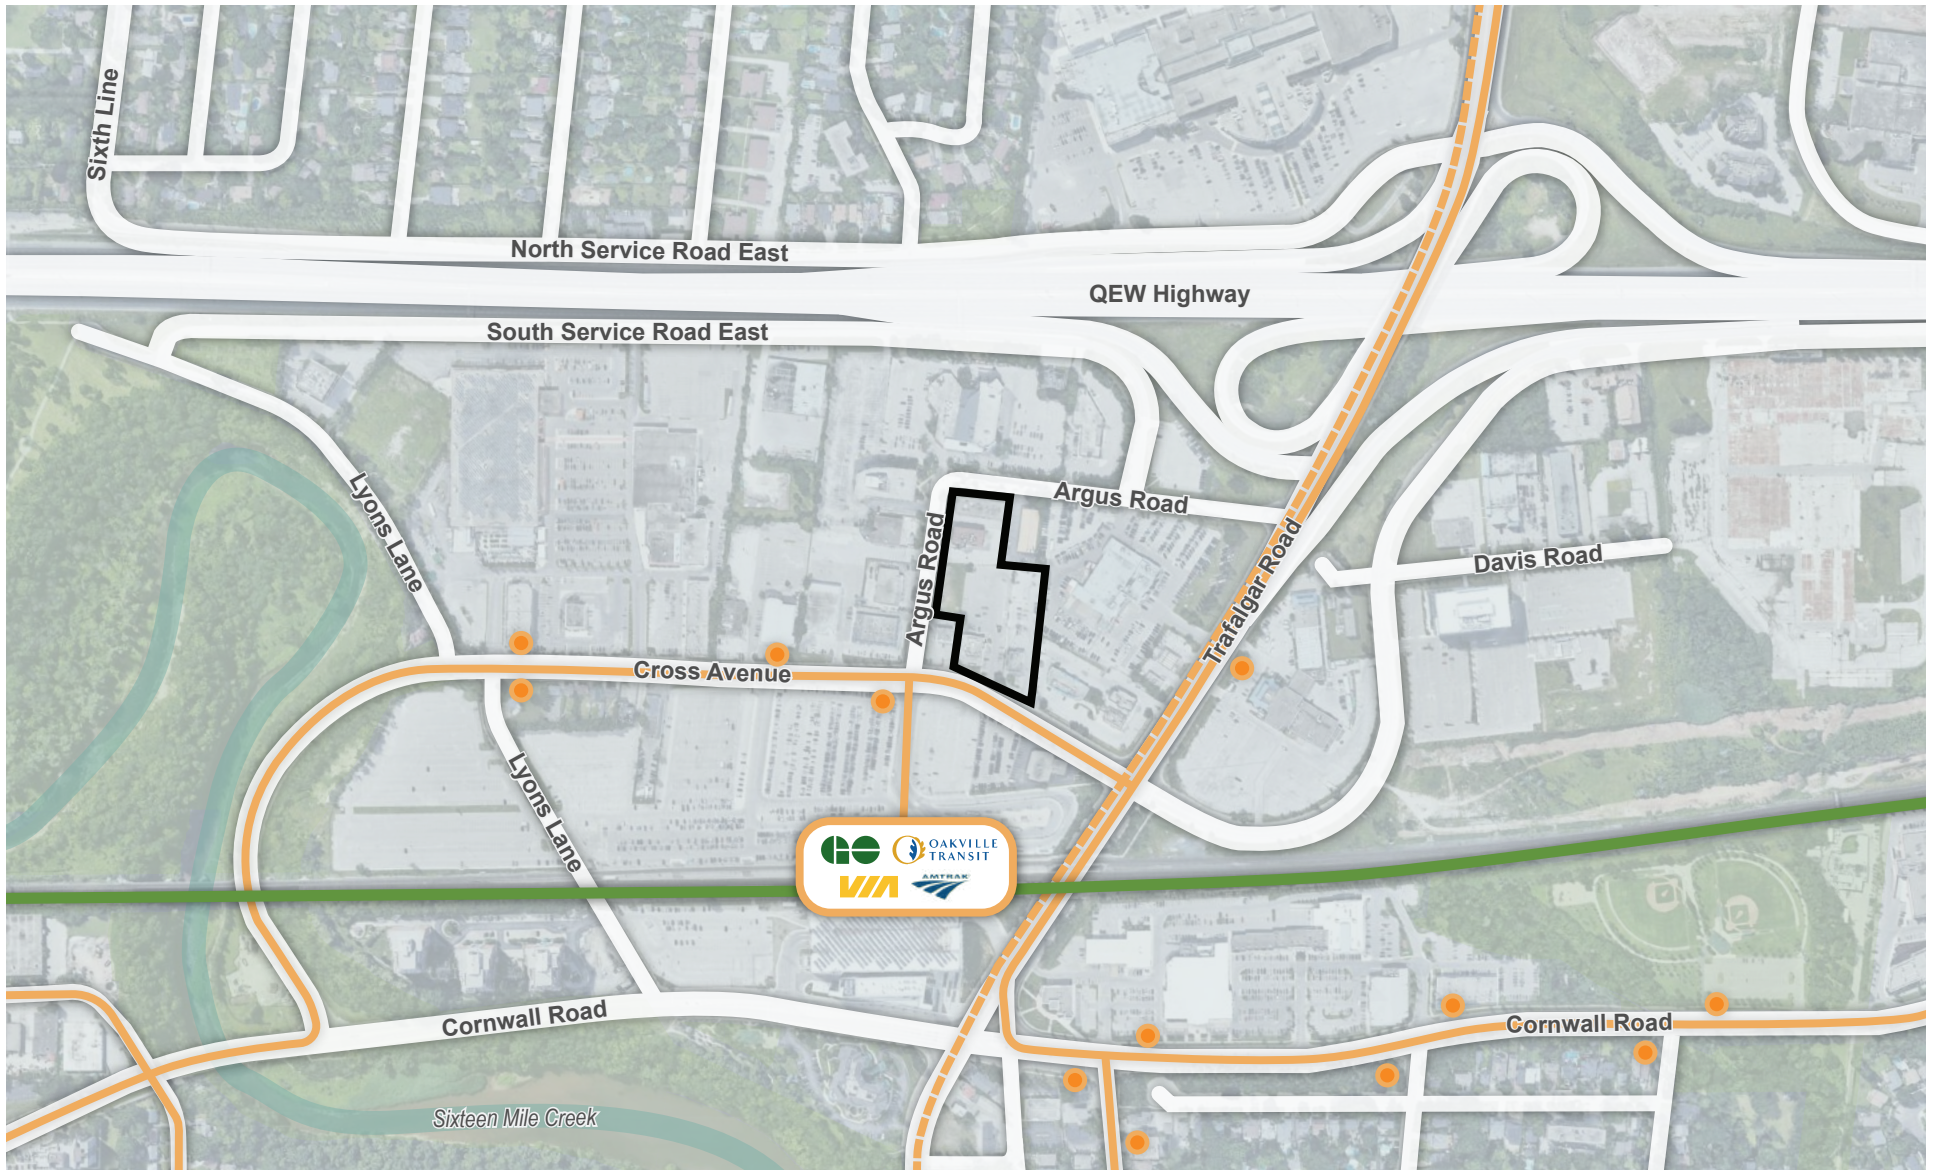 Sixth Line
North Service Road East
QEW Highway
South Service Road East
Lyons Lane
Argus Road
Argus Road
Davis Road
Trafalgar Road
Cross Avenue
Lyons Lane
GO
OAKVILLE
TRANSIT
VIA
AMTRAK
Cornwall Road
Cornwall Road
Sixteen Mile Creek